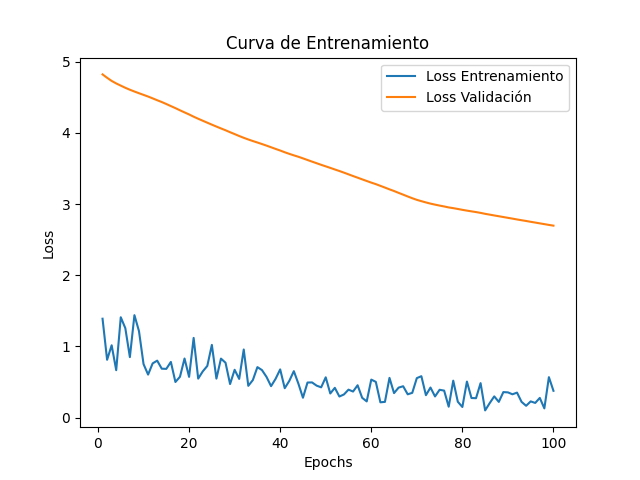 Curva de Entrenamiento
Loss Entrenamiento
Loss Validación
5
4
3
2
1
0
Loss
0 20 40 60 80 100
Epochs